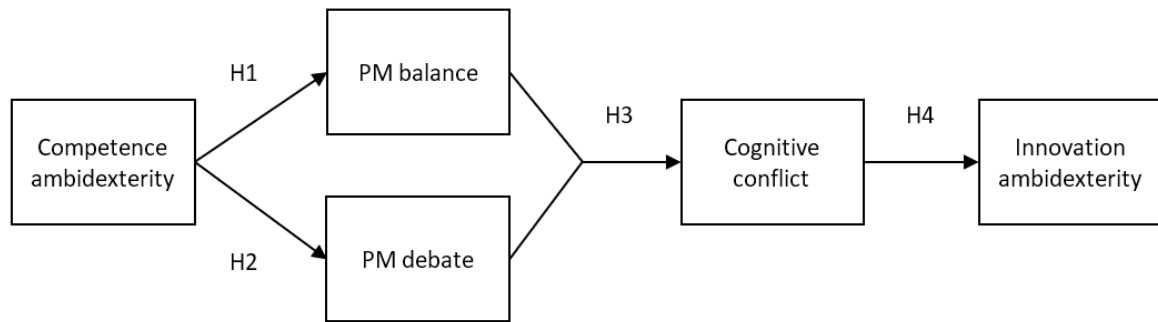 H1
PM balance
Competence
ambidexterity
H2
PM debate
H3
Cognitive
conflict
H4
Innovation
ambidexterity